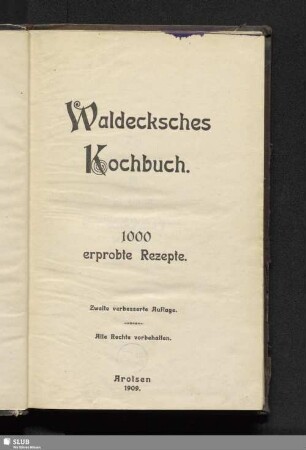 Waldecksches
Kochbuch.
1000
erprobte Rezepte.
Zweite verbesserte Auflage.
Alle Rechte vorbehalten.
Arolsen
1909.
SLUB